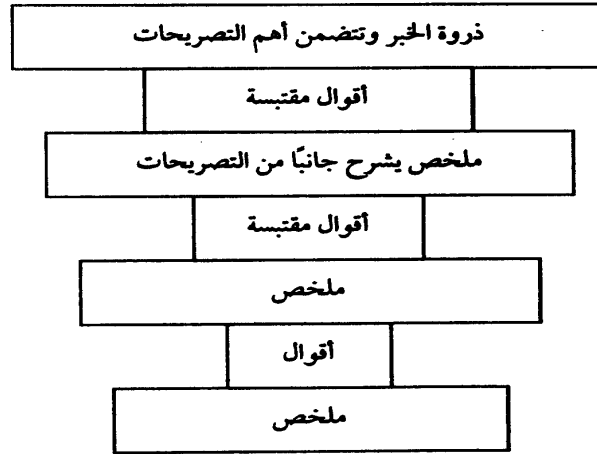 ذروة الخبر وتتضمن أهم التصريحات
أقوال مقتبسة
ملخص يشرح جانبًا من التصريحات
أقوال مقتبسة
ملخص
أقوال
ملخص